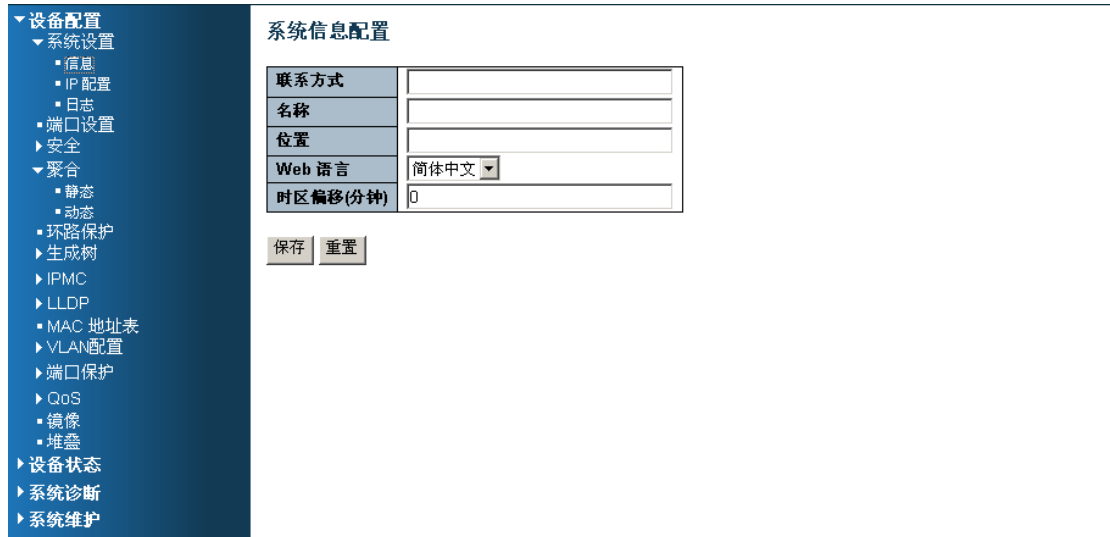 设备配置
系统设置
信息
IP 配置
日志
端口设置
安全
聚合
静态
动态
环路保护
生成树
IPMC
LLDP
MAC 地址表
VLAN配置
端口保护
QoS
镜像
堆叠
设备状态
系统诊断
系统维护
系统信息配置
联系方式
名称
位置
Web 语言 简体中文
时区偏移(分钟) 0
保存 重置